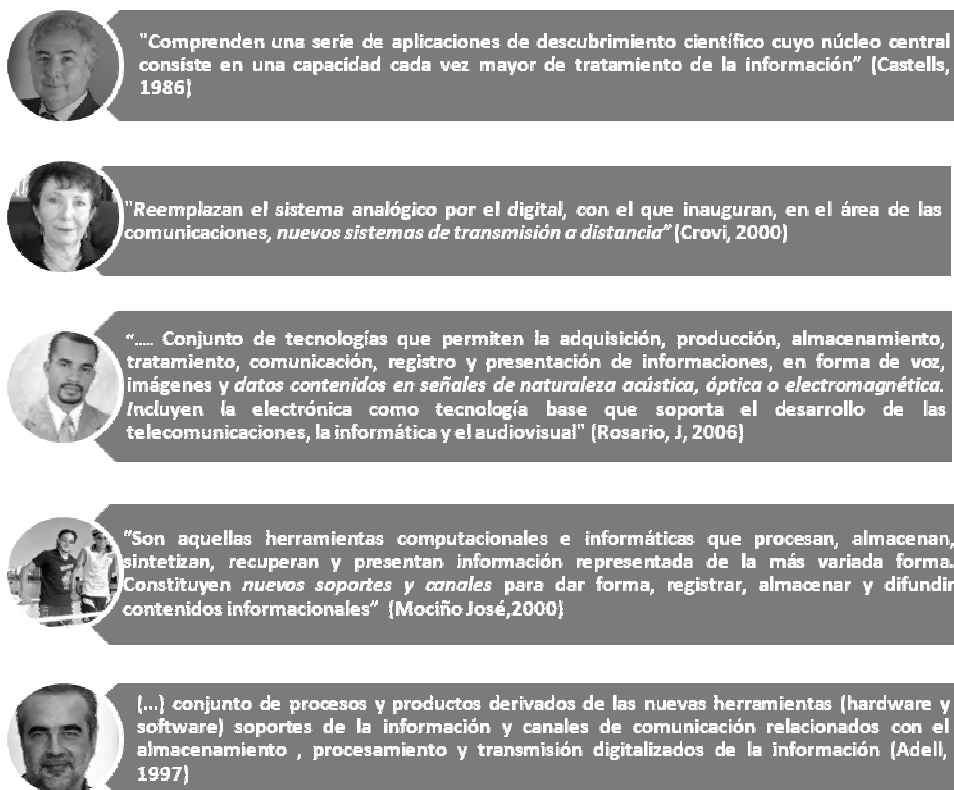 "Comprenden una serie de aplicaciones de descubrimiento científico cuyo núcleo central
consiste en una capacidad cada vez mayor de tratamiento de la información” (Castells,
1986)
"Reemplazan el sistema analógico por el digital, con el que inauguran, en el área de las
comunicaciones, nuevos sistemas de transmisión a distancia” (Crovi, 2000)
“..... Conjunto de tecnologías que permiten la adquisición, producción, almacenamiento,
tratamiento, comunicación, registro y presentación de informaciones, en forma de voz,
imágenes y datos contenidos en señales de naturaleza acústica, óptica o electromagnética.
Incluyen la electrónica como tecnología base que soporta el desarrollo de las
telecomunicaciones, la informática y el audiovisual" (Rosario, J, 2006)
“Son aquellas herramientas computacionales e informáticas que procesan, almacenan,
sintetizan, recuperan y presentan información representada de la más variada forma.
Constituyen nuevos soportes y canales para dar forma, registrar, almacenar y difundir
contenidos informacionales” (Mociño José,2000)
(...) conjunto de procesos y productos derivados de las nuevas herramientas (hardware y
software) soportes de la información y canales de comunicación relacionados con el
almacenamiento , procesamiento y transmisión digitalizados de la información (Adell,
1997)